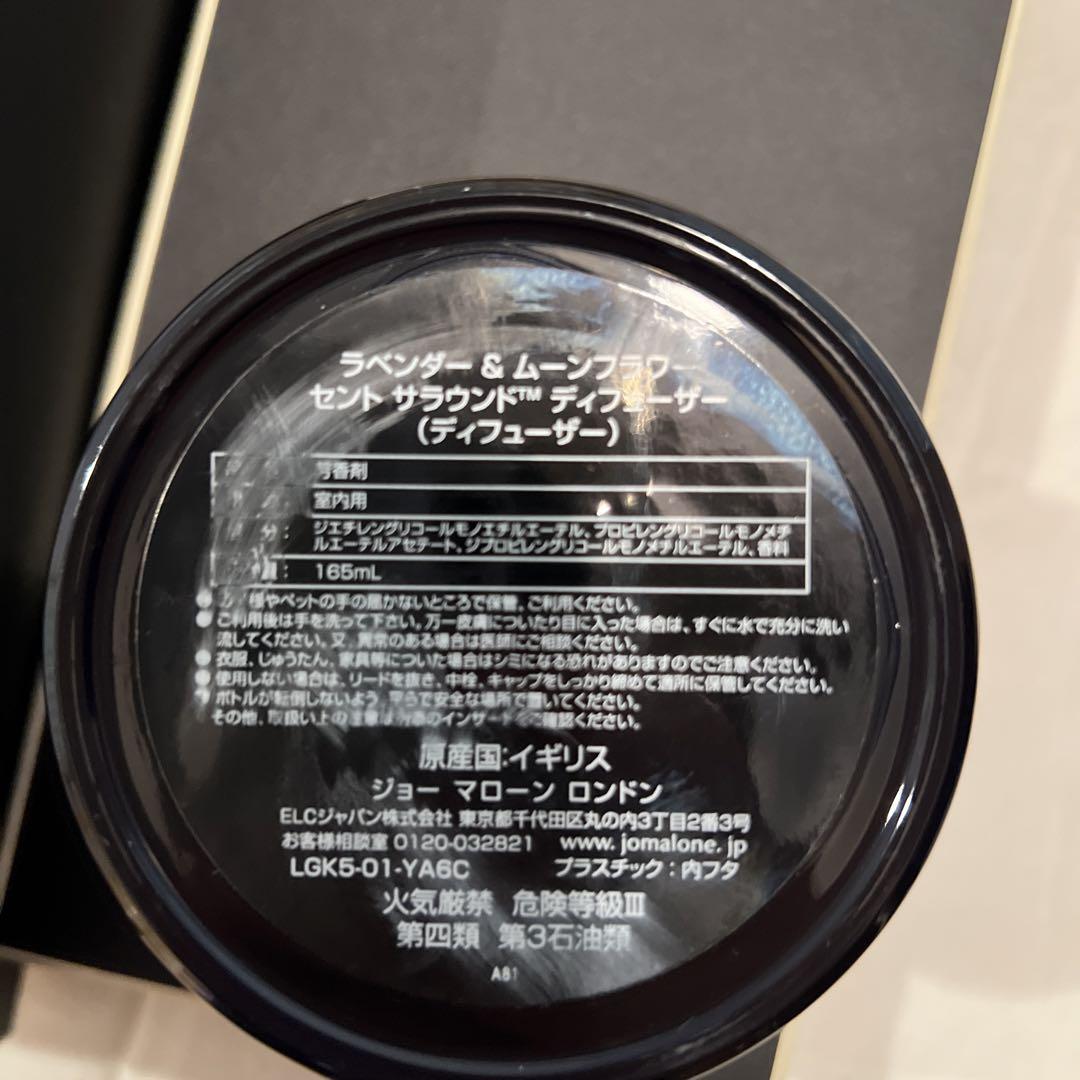 ラベンダー & ムーンフラワー
セント サラウンド™ ディフューザー
(ディフューザー)
芳香剤
室内用
分: ジエチレングリコールモノエチルエーテル、プロピレングリコールモノメチ
ルエーテルアセテート、ジプロピレングリコールモノメチルエーテル、香料
量: 165mL
● お子様やペットの手の届かないところで保管、ご利用ください。
● ご利用後は手を洗って下さい。万一皮膚についたり目に入った場合は、すぐに水で充分に洗い
流してください。又、異常のある場合は医師にご相談ください。
● 衣服、じゅうたん、家具等についた場合はシミになる恐れがありますのでご注意ください。
● 使用しない場合は、リードを抜き、中栓、キャップをしっかり締めて適所に保管してください。
● ボトルが転倒しないよう、平らで安全な場所で置いてください。
その他、取扱い上の注意は のインサート ご確認ください。
原産国:イギリス
ジョー マローン ロンドン
ELCジャパン株式会社 東京都千代田区丸の内3丁目2番3号
お客様相談室 0120-032821 www. jomalone. jp
LGK5-01-YA6C プラスチック:内フタ
火気厳禁 危険等級III
第四類 第3石油類
A81